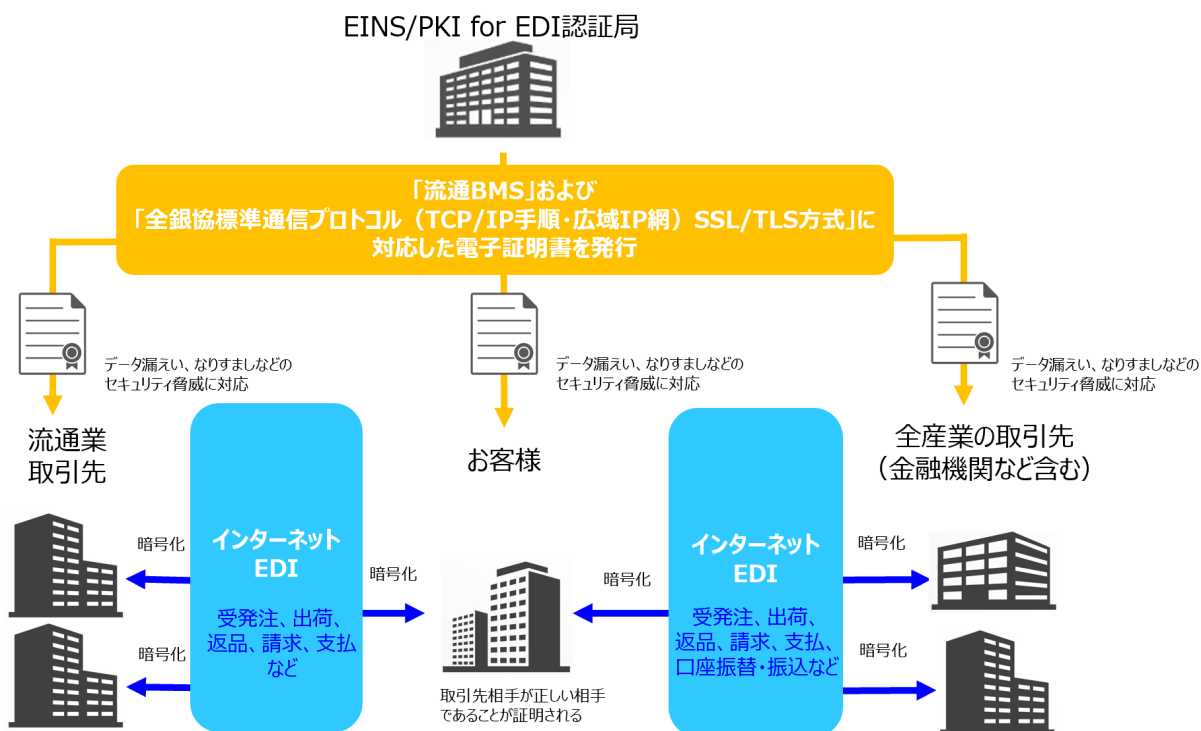 EINS/PKI for EDI認証局
「流通BMS」および
「全銀協標準通信プロトコル（TCP/IP手順・広域IP網）SSL/TLS方式」に
対応した電子証明書を発行
データ漏えい、なりすましなどの
セキュリティ脅威に対応
データ漏えい、なりすましなどの
セキュリティ脅威に対応
データ漏えい、なりすましなどの
セキュリティ脅威に対応
流通業
取引先
お客様
全産業の取引先
（金融機関など含む）
暗号化
暗号化
インターネット
EDI
受発注、出荷、
返品、請求、支払
など
暗号化
取引先相手が正しい相手
であることが証明される
暗号化
インターネット
EDI
受発注、出荷、
返品、請求、支払、
口座振替・振込など
暗号化
暗号化